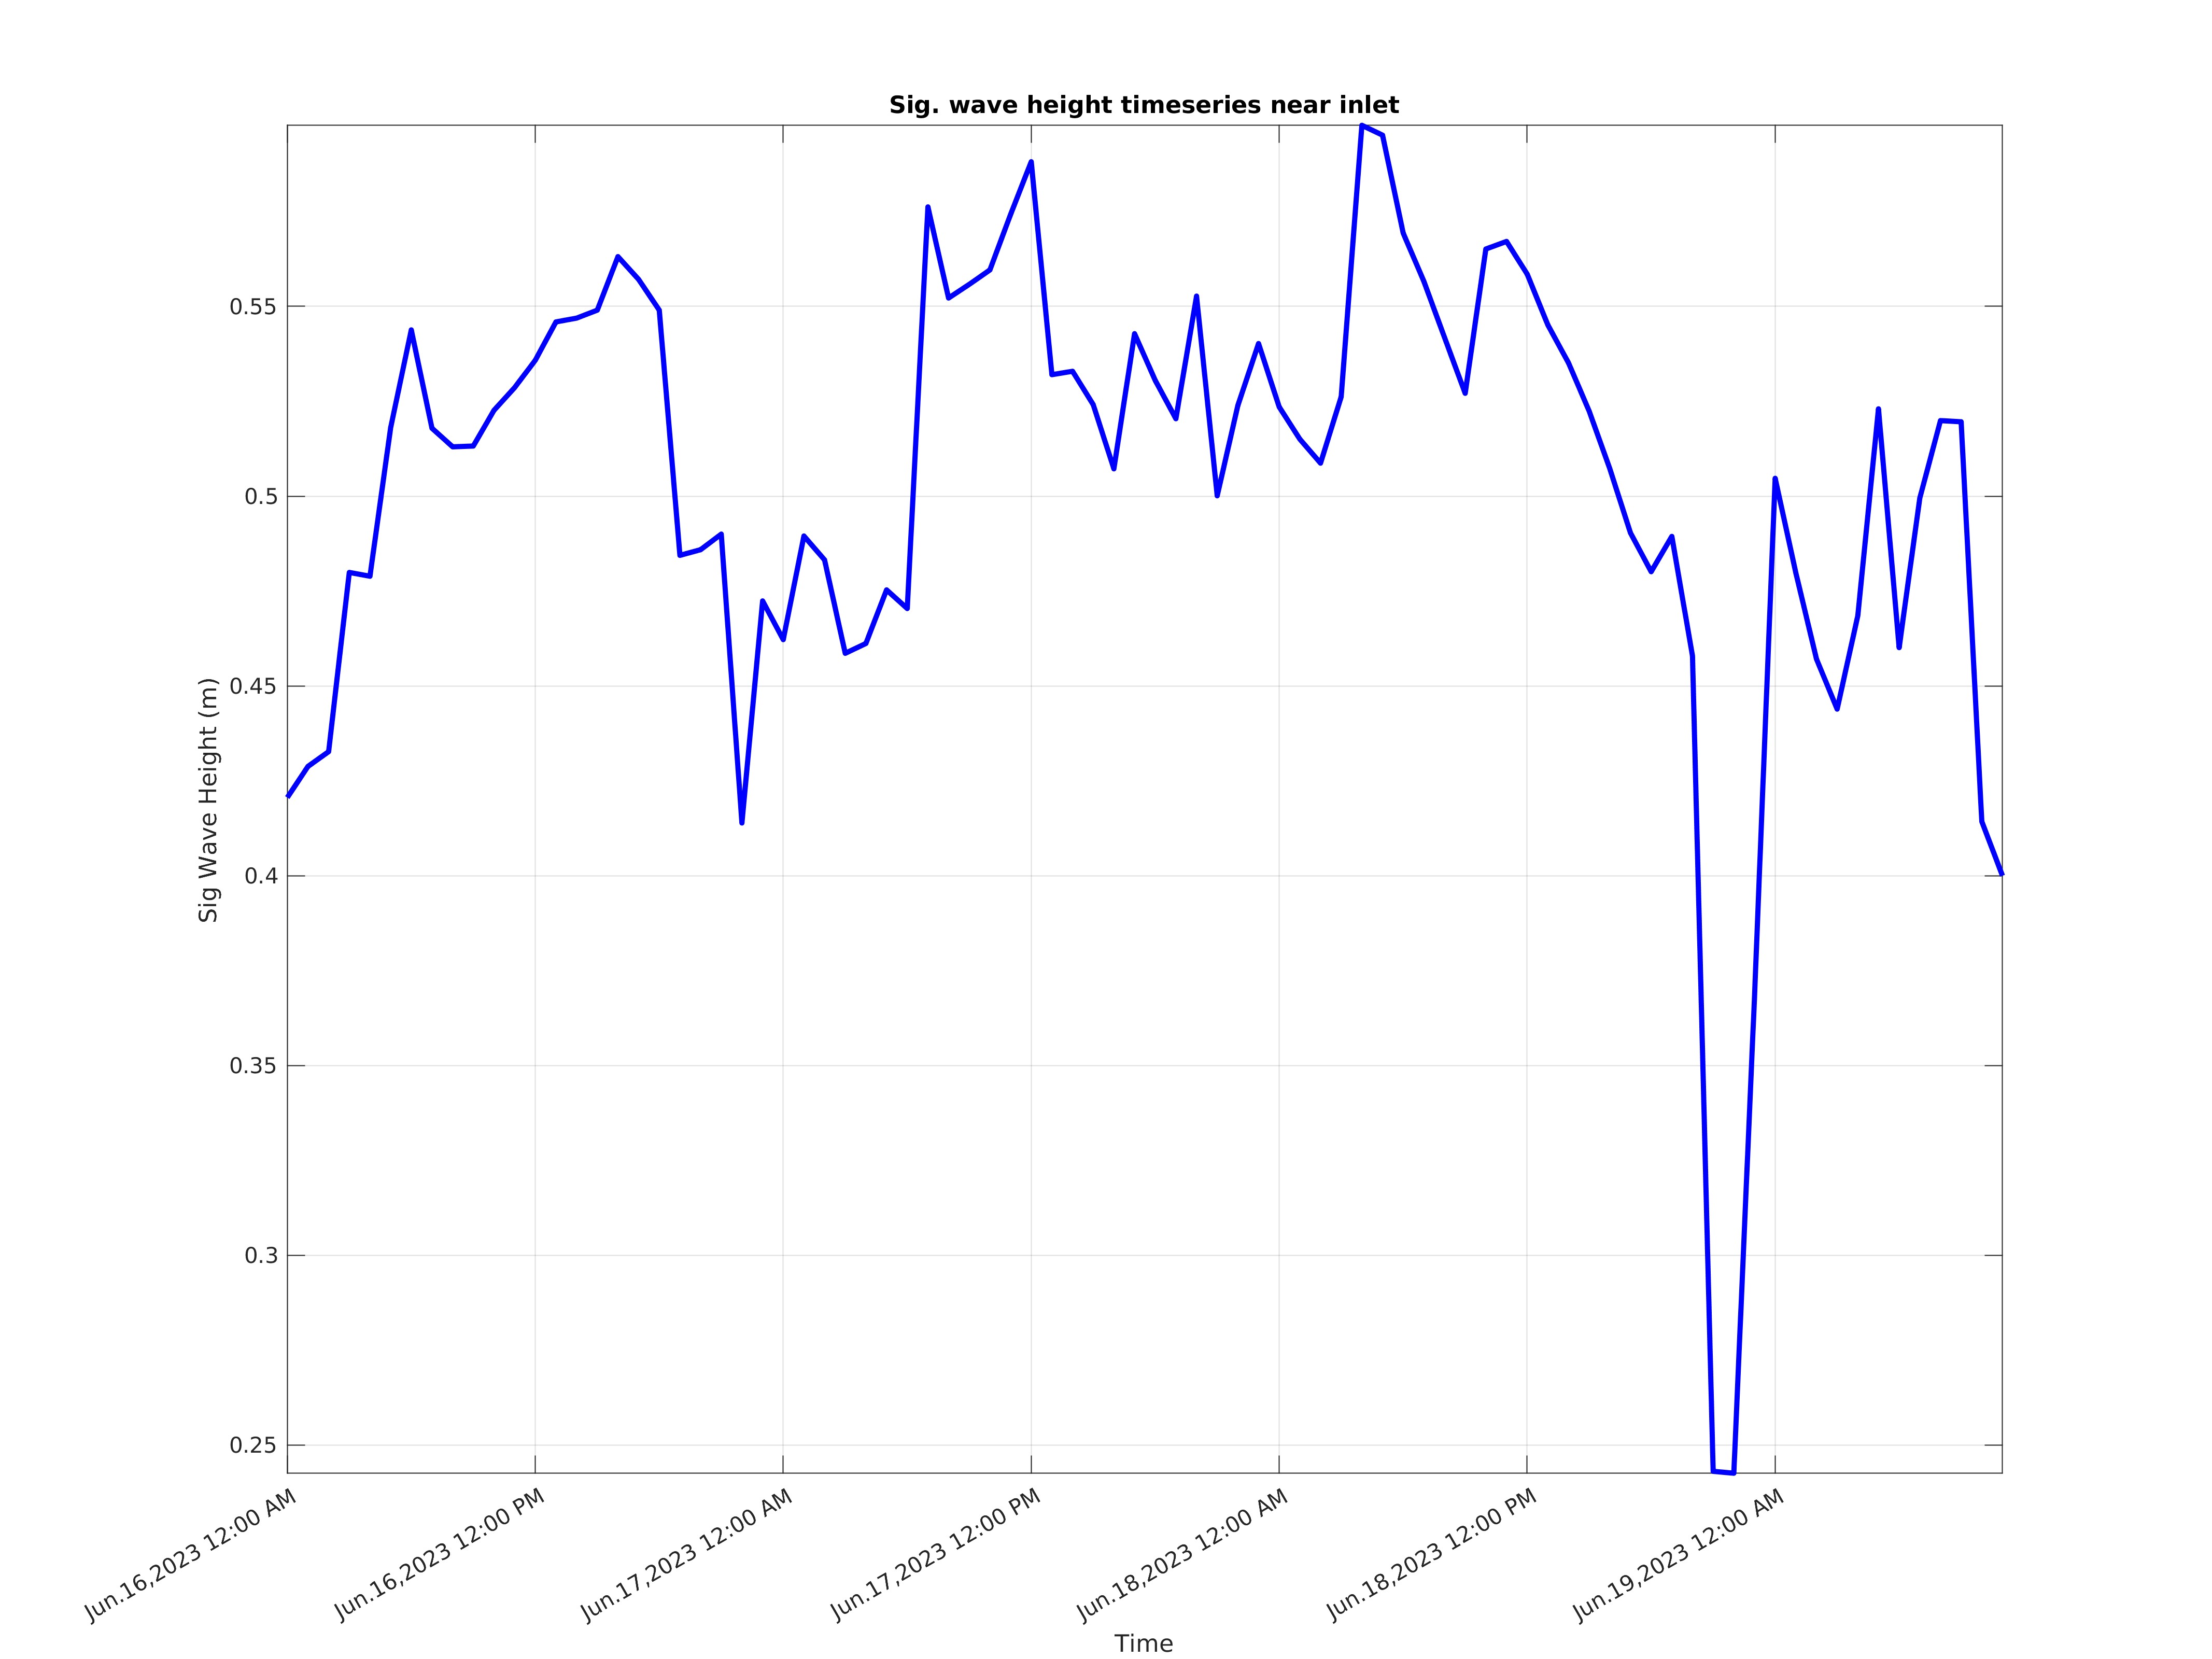 Sig. wave height timeseries near inlet
Sig Wave Height (m)
0.55
0.5
0.45
0.4
0.35
0.3
0.25
Jun.16,2023 12:00 AM
Jun.16,2023 12:00 PM
Jun.17,2023 12:00 AM
Jun.17,2023 12:00 PM
Jun.18,2023 12:00 AM
Jun.18,2023 12:00 PM
Jun.19,2023 12:00 AM
Time